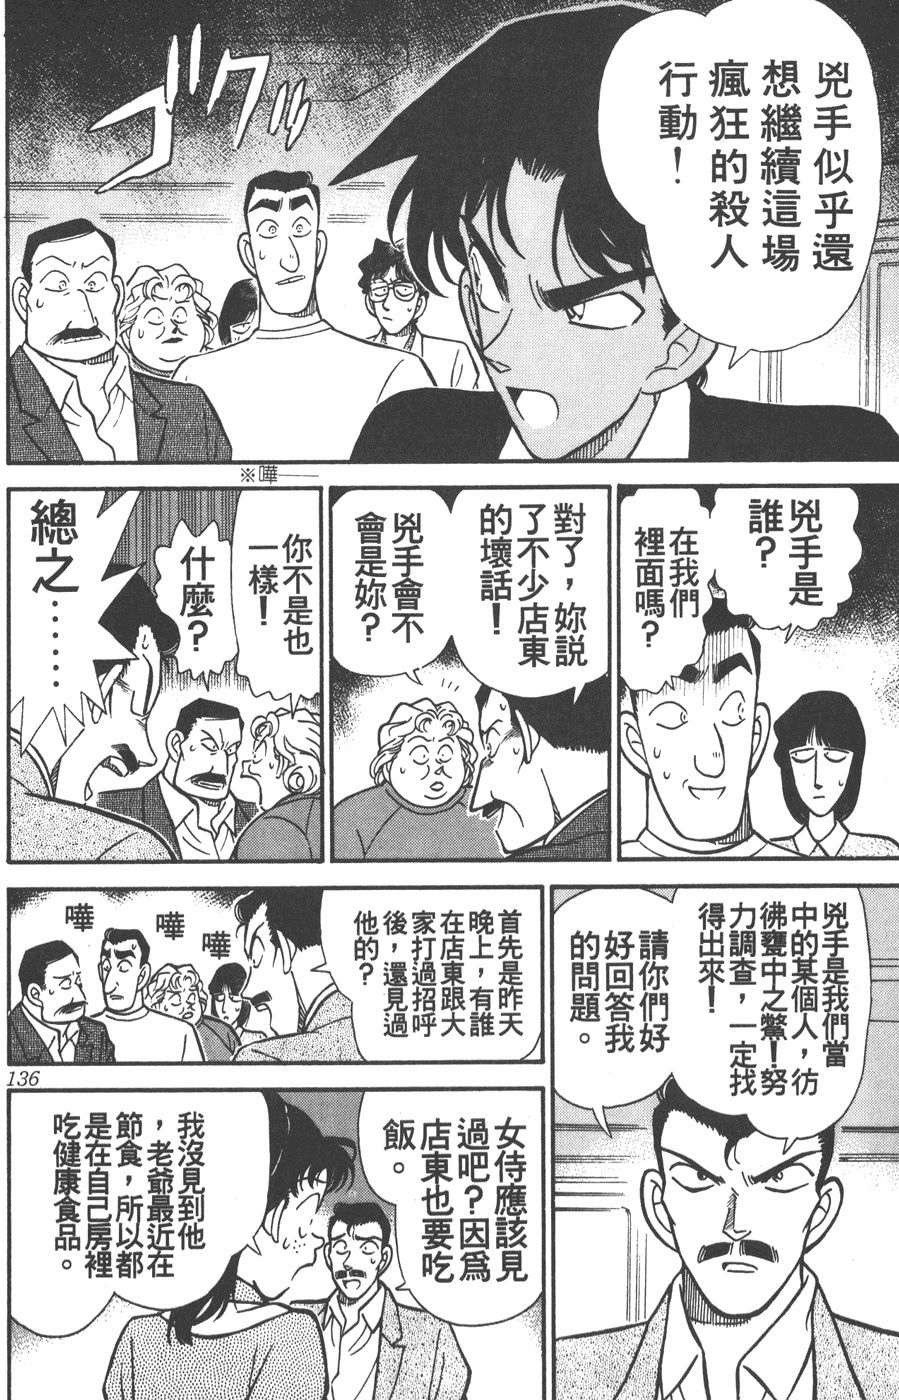 兇手似乎還
想繼續這場
瘋狂的殺人
行動！
ゴゴゴ
※嘩──
兇手是
誰？
在我們
裡面嗎？
對了，妳說
了不少店東
的壞話！
兇手會不
會是妳？
你不是也
一樣！
什麼？
總之……
兇手是我們當
中的某個人，彷
彿甕中之鱉！努
力調查，一定找
得出來！
請你們好
好回答我
的問題。
首先是昨天
晚上，有誰
在店東跟大
家打過招呼
後，還見過
他的？
嘩
嘩
嘩
136
女侍應該見
過吧？因為
店東也要吃
飯。
我沒見到他
，老爺最近在
節食，所以都
是在自己房裡
吃健康食品。